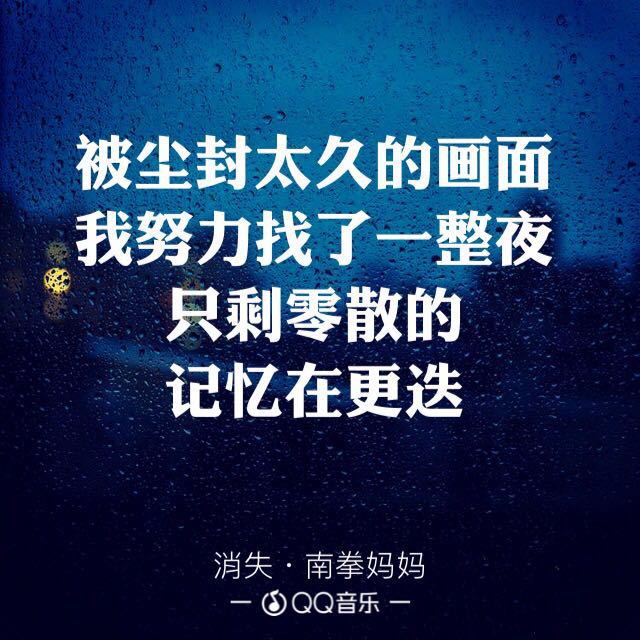 被尘封太久的画面
我努力找了一整夜
只剩零散的
记忆在更迭
消失·南拳妈妈
QQ音乐